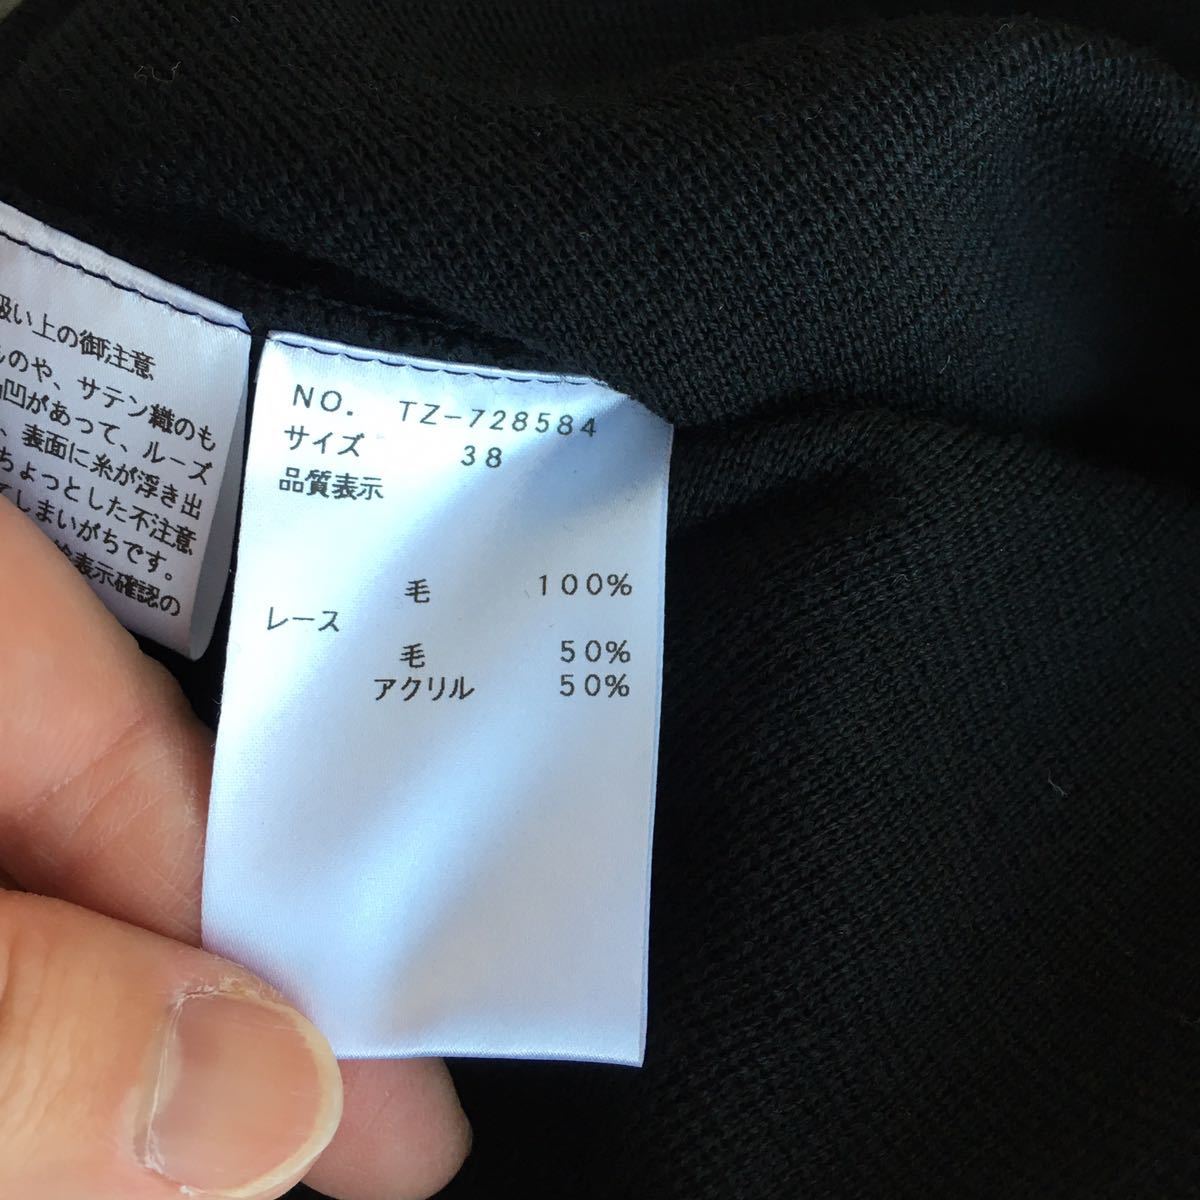 扱い上の御注意
ものや、サテン織のも
凹があって、ルーズ
、表面に糸が浮き出
ちょっとした不注意
てしまいがちです。
表示確認の
NO. TZ-728584
サイズ 38
品質表示
毛 100%
レース
毛 50%
アクリル 50%